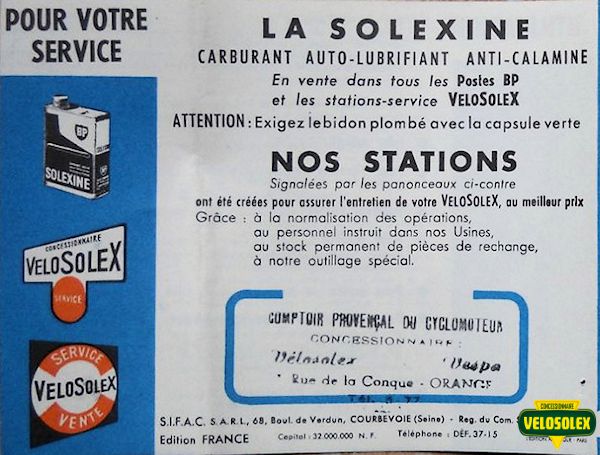 POUR VOTRE
SERVICE
BP
SOLEXINE
CONCESSIONNAIRE
VELOSOLEX
SERVICE
SERVICE
VELOSOLEX
VENTE
LA SOLEXINE
CARBURANT AUTO-LUBRIFIANT ANTI-CALAMINE
En vente dans tous les Postes BP
et les stations-service VELOSOLEX
ATTENTION : Exigez le bidon plombé avec la capsule verte
NOS STATIONS
Signalées par les panonceaux ci-contre
ont été créées pour assurer l'entretien de votre VELOSOLEX, au meilleur prix
Grâce : à la normalisation des opérations,
au personnel instruit dans nos Usines,
au stock permanent de pièces de rechange,
à notre outillage spécial.
COMPTOIR PROVENÇAL DU CYCLOMOTEUR
CONCESSIONNAIRE :
Vélosolex Vespa
Rue de la Conque - ORANGE
S.I.F.A.C. S.A.R.L., 68, Boul. de Verdun, COURBEVOIE (Seine) - Reg. du Com.
Edition FRANCE Capital : 32.000.000 N. F. Téléphone : DÉF. 37-15
CONCESSIONNAIRE
VELOSOLEX